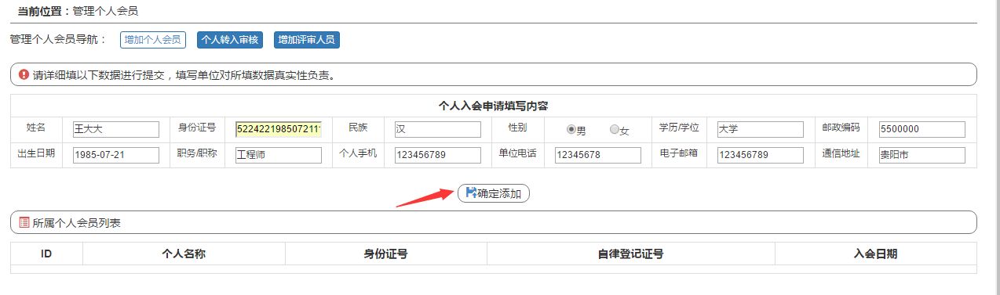 当前位置：管理个人会员
管理个人会员导航： 增加个人会员 个人转入审核 增加评审人员
请详细填以下数据进行提交，填写单位对所填数据真实性负责。
个人入会申请填写内容
姓名 王大大 身份证号 52242219850721 民族 汉 性别 男 女 学历/学位 大学 邮政编码 5500000
出生日期 1985-07-21 职务/职称 工程师 个人手机 123456789 单位电话 12345678 电子邮箱 123456789 通信地址 贵阳市
确定添加
所属个人会员列表
ID 个人名称 身份证号 自律登记证号 入会日期